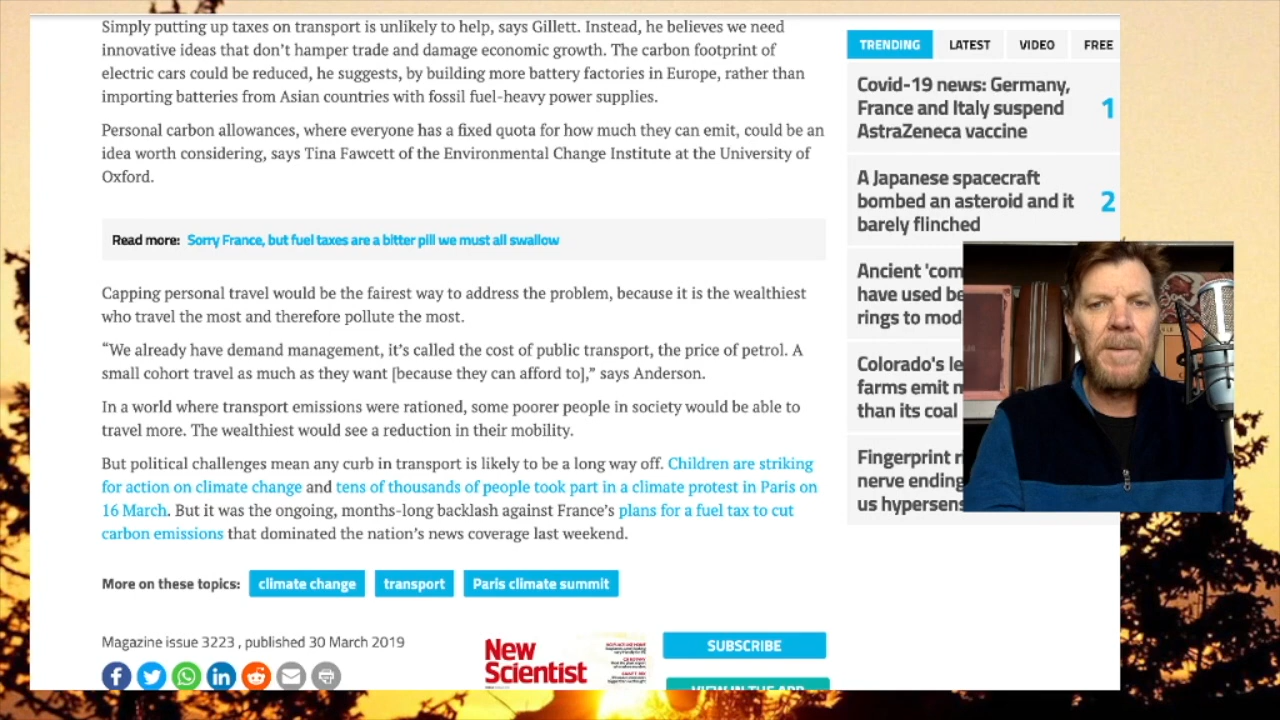 Simply putting up taxes on transport is unlikely to help, says Gillett. Instead, he believes we need
innovative ideas that don't hamper trade and damage economic growth. The carbon footprint of
electric cars could be reduced, he suggests, by building more battery factories in Europe, rather than
importing batteries from Asian countries with fossil fuel-heavy power supplies.
Personal carbon allowances, where everyone has a fixed quota for how much they can emit, could be an
idea worth considering, says Tina Fawcett of the Environmental Change Institute at the University of
Oxford.
Read more: Sorry France, but fuel taxes are a bitter pill we must all swallow
Capping personal travel would be the fairest way to address the problem, because it is the wealthiest
who travel the most and therefore pollute the most.
“We already have demand management, it's called the cost of public transport, the price of petrol. A
small cohort travel as much as they want [because they can afford to],” says Anderson.
In a world where transport emissions were rationed, some poorer people in society would be able to
travel more. The wealthiest would see a reduction in their mobility.
But political challenges mean any curb in transport is likely to be a long way off. Children are striking
for action on climate change and tens of thousands of people took part in a climate protest in Paris on
16 March. But it was the ongoing, months-long backlash against France's plans for a fuel tax to cut
carbon emissions that dominated the nation's news coverage last weekend.
More on these topics: climate change transport Paris climate summit
Magazine issue 3223 , published 30 March 2019
New
Scientist
SUBSCRIBE
VIEW IN THE APP
TRENDING LATEST VIDEO FREE
Covid-19 news: Germany,
France and Italy suspend
AstraZeneca vaccine
1
A Japanese spacecraft
bombed an asteroid and it
barely flinched
2
Ancient 'com
have used be
rings to mod
Colorado's le
farms emit m
than its coal
Fingerprint r
nerve ending
us hypersens